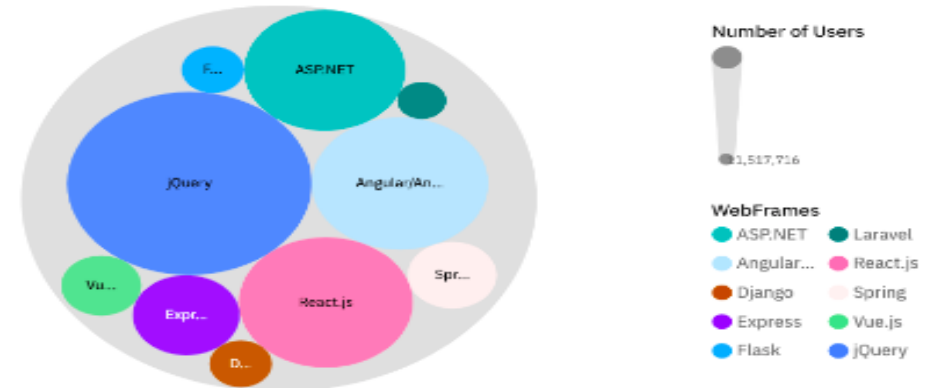 F...
ASP.NET
jQuery
Angular/An...
Vu...
Spr...
Expr...
React.js
D...
Number of Users
21,517,716
WebFrames
ASP.NET Laravel
Angular... React.js
Django Spring
Express Vue.js
Flask jQuery